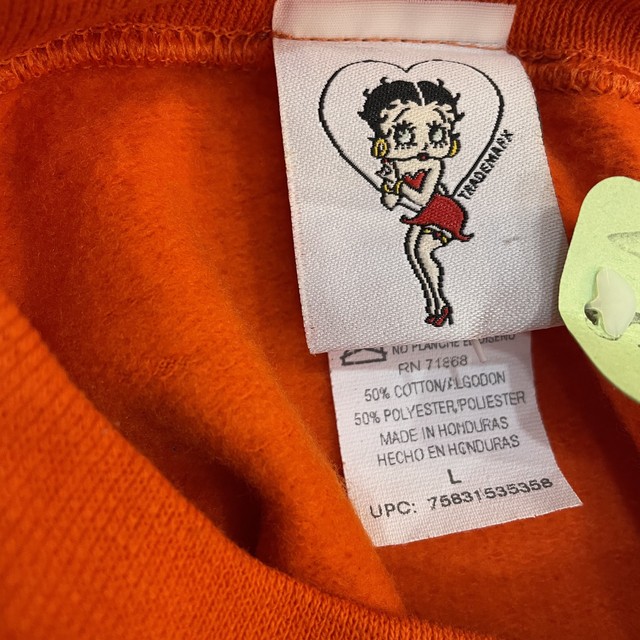 TRADEMARX
NO PLANCHE EL DISEÑO
RN 71868
50% COTTON/ALGODON
50% POLYESTER/POLIESTER
MADE IN HONDURAS
HECHO EN HONDURAS
L
UPC: 75831535358